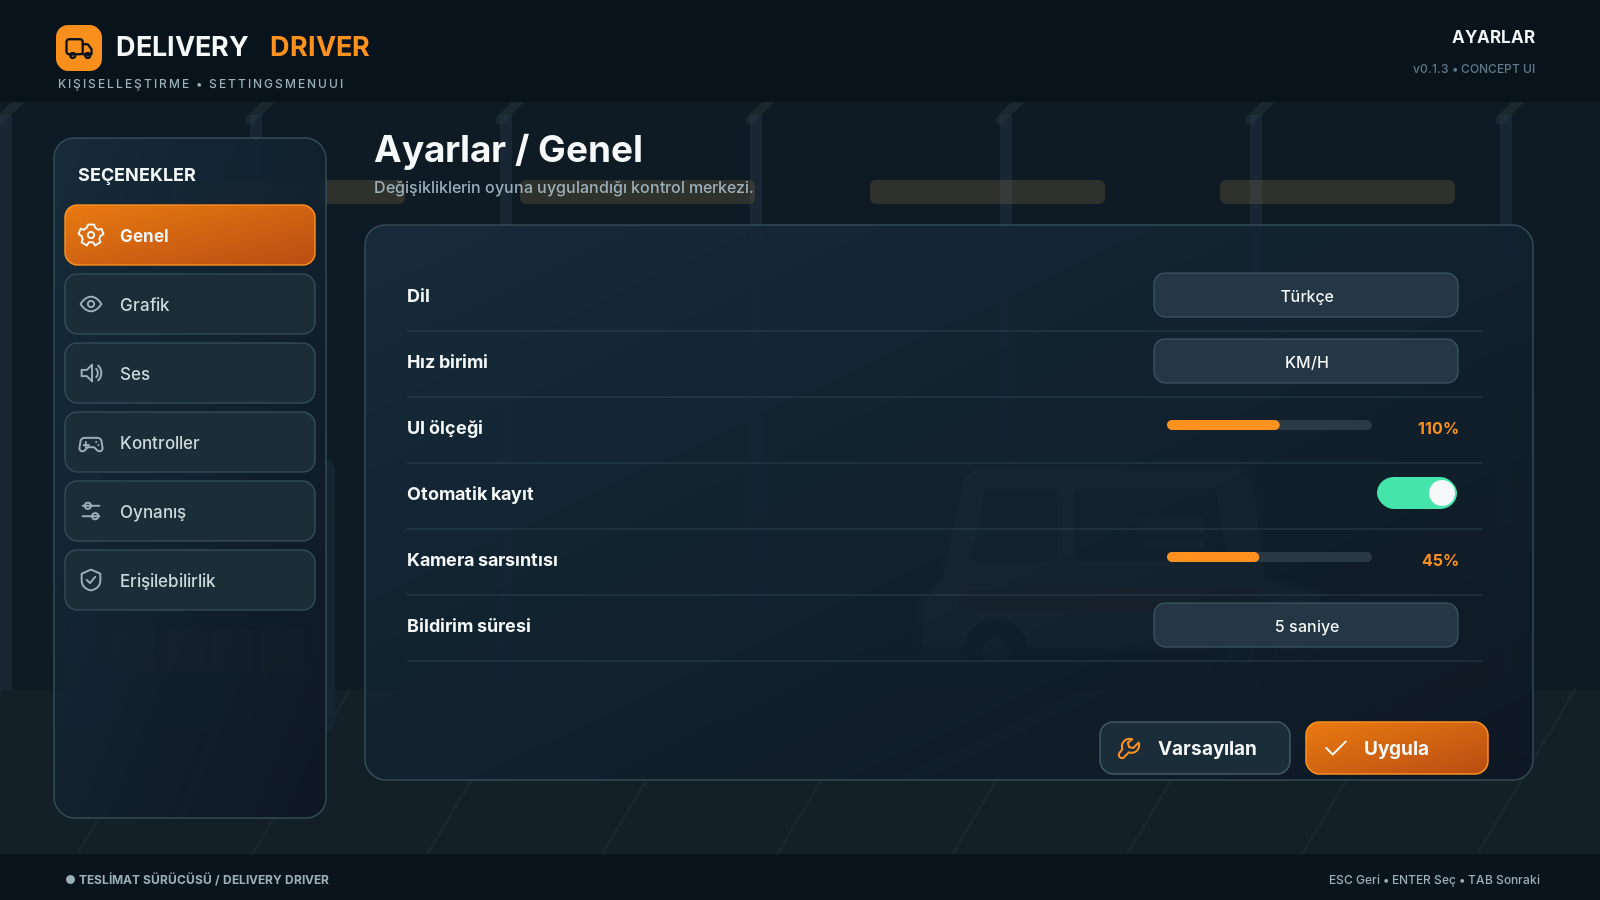 DELIVERY DRIVER
KIŞISELLEŞTIRME • SETTINGSMENUUI
AYARLAR
v0.1.3 • CONCEPT UI
SEÇENEKLER
Genel
Grafik
Ses
Kontroller
Oynanış
Erişilebilirlik
Ayarlar / Genel
Değişikliklerin oyuna uygulandığı kontrol merkezi.
Dil
Türkçe
Hız birimi
KM/H
UI ölçeği
110%
Otomatik kayıt
Kamera sarsıntısı
45%
Bildirim süresi
5 saniye
Varsayılan
Uygula
TESLİMAT SÜRÜCÜSÜ / DELIVERY DRIVER
ESC Geri • ENTER Seç • TAB Sonraki